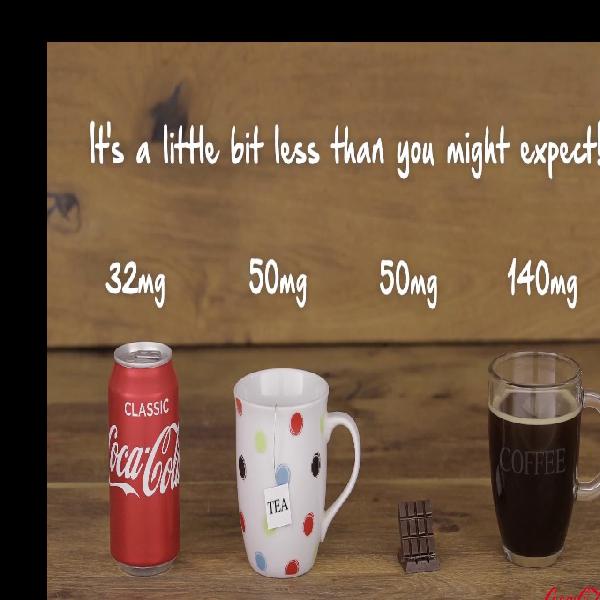 It's a little bit less than you might expect!
32mg 50mg 50mg 140mg
CLASSIC
Coca-Cola
TEA
COFFEE